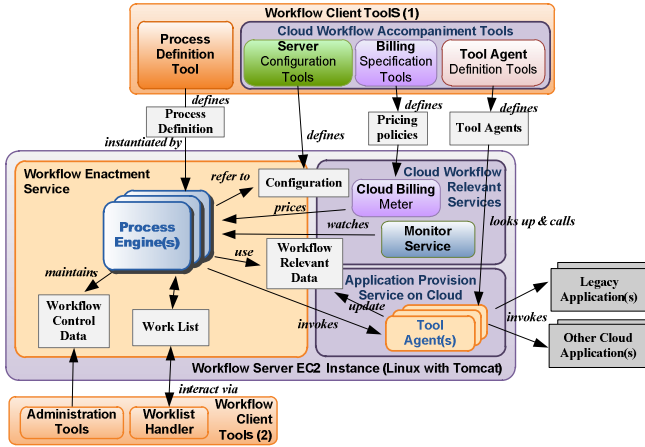 Workflow Client ToolS (1)
Process
Definition
Tool
Cloud Workflow Accompaniment Tools
Server
Configuration
Tools
Billing
Specification
Tools
Tool Agent
Definition Tools
defines
defines
defines
defines
Process
Definition
Pricing
policies
Tool Agents
instantiated by
Workflow Enactment
Service
refer to
Configuration
Cloud Workflow
Relevant
Services
Cloud Billing
Meter
prices
watches
Monitor
Service
looks up & calls
Process
Engine(s)
use
Workflow
Relevant
Data
maintains
Application Provision
Service on Cloud
update
Legacy
Application(s)
Workflow
Control
Data
Work List
invokes
Tool
Agent(s)
invokes
Other Cloud
Application(s)
Workflow Server EC2 Instance (Linux with Tomcat)
interact via
Administration
Tools
Worklist
Handler
Workflow
Client
Tools (2)